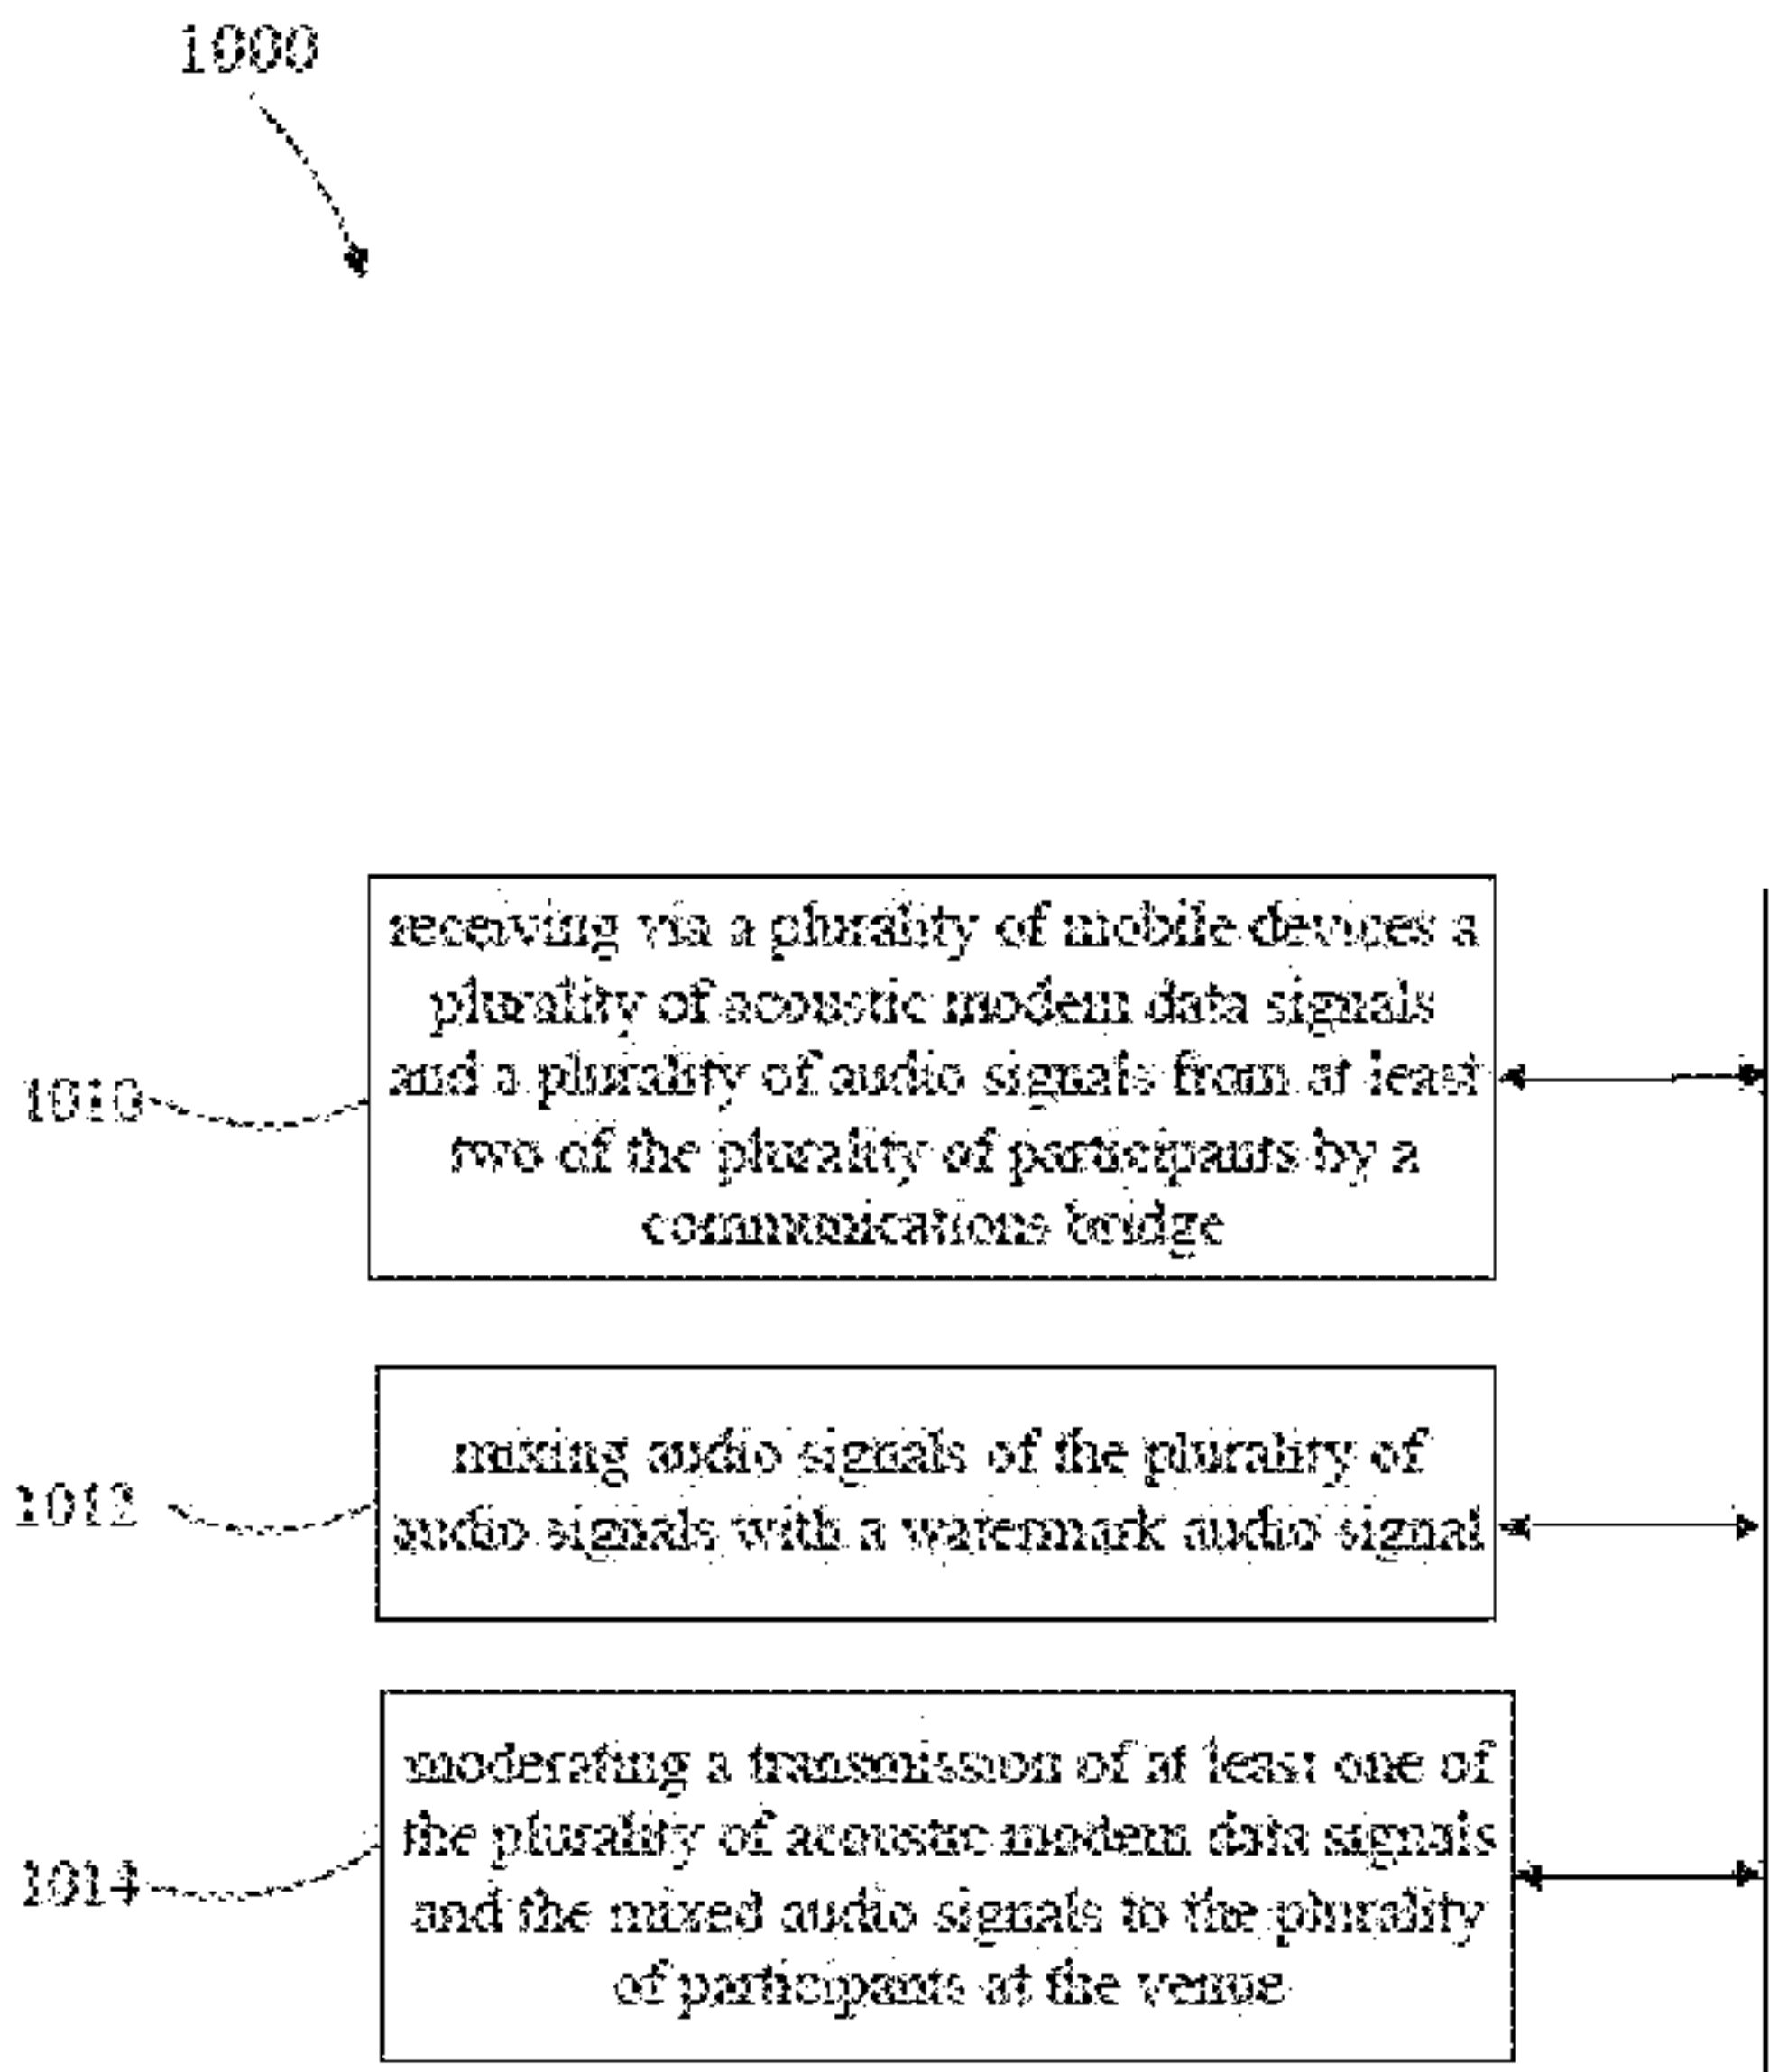 1000
receiving via a plurality of mobile devices a
plurality of acoustic modem data signals
and a plurality of audio signals from at least
two of the plurality of participants by a
communications bridge
1010
mixing audio signals of the plurality of
audio signals with a watermark audio signal
1012
moderating a transmission of at least one of
the plurality of acoustic modem data signals
and the mixed audio signals to the plurality
of participants at the venue
1014